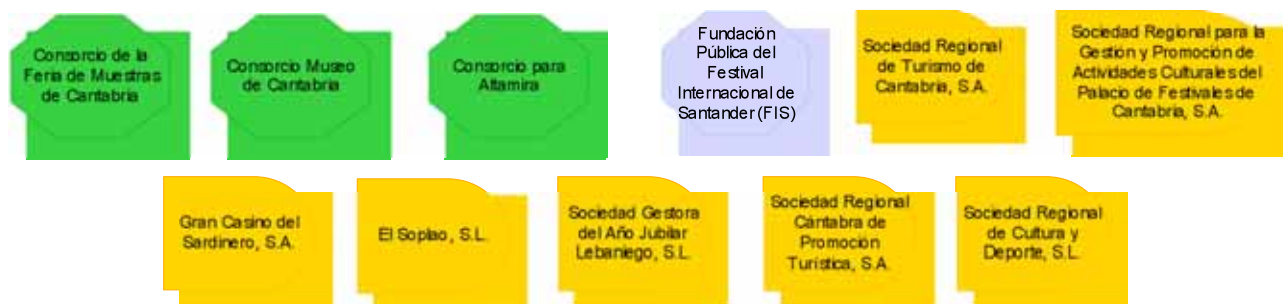 Consorcio de la
Feria de Muestras
de Cantabria
Consorcio Museo
de Cantabria
Consorcio para
Altamira
Fundación
Pública del
Festival
Internacional de
Santander (FIS)
Sociedad Regional
de Turismo de
Cantabria, S.A.
Sociedad Regional para la
Gestión y Promoción de
Actividades Culturales del
Palacio de Festivales de
Cantabria, S.A.
Gran Casino del
Sardinero, S.A.
El Soplao, S.L.
Sociedad Gestora
del Año Jubilar
Lebaniego, S.L.
Sociedad Regional
Cántabra de
Promoción
Turística, S.A.
Sociedad Regional
de Cultura y
Deporte, S.L.